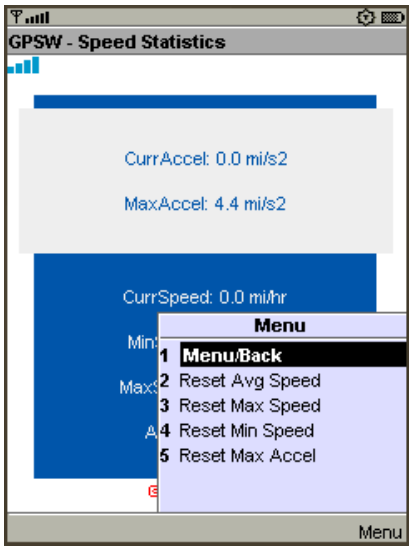 GPSW - Speed Statistics
CurrAccel: 0.0 mi/s2
MaxAccel: 4.4 mi/s2
CurrSpeed: 0.0 mi/hr
Menu
1 Menu/Back
2 Reset Avg Speed
3 Reset Max Speed
4 Reset Min Speed
5 Reset Max Accel
Menu